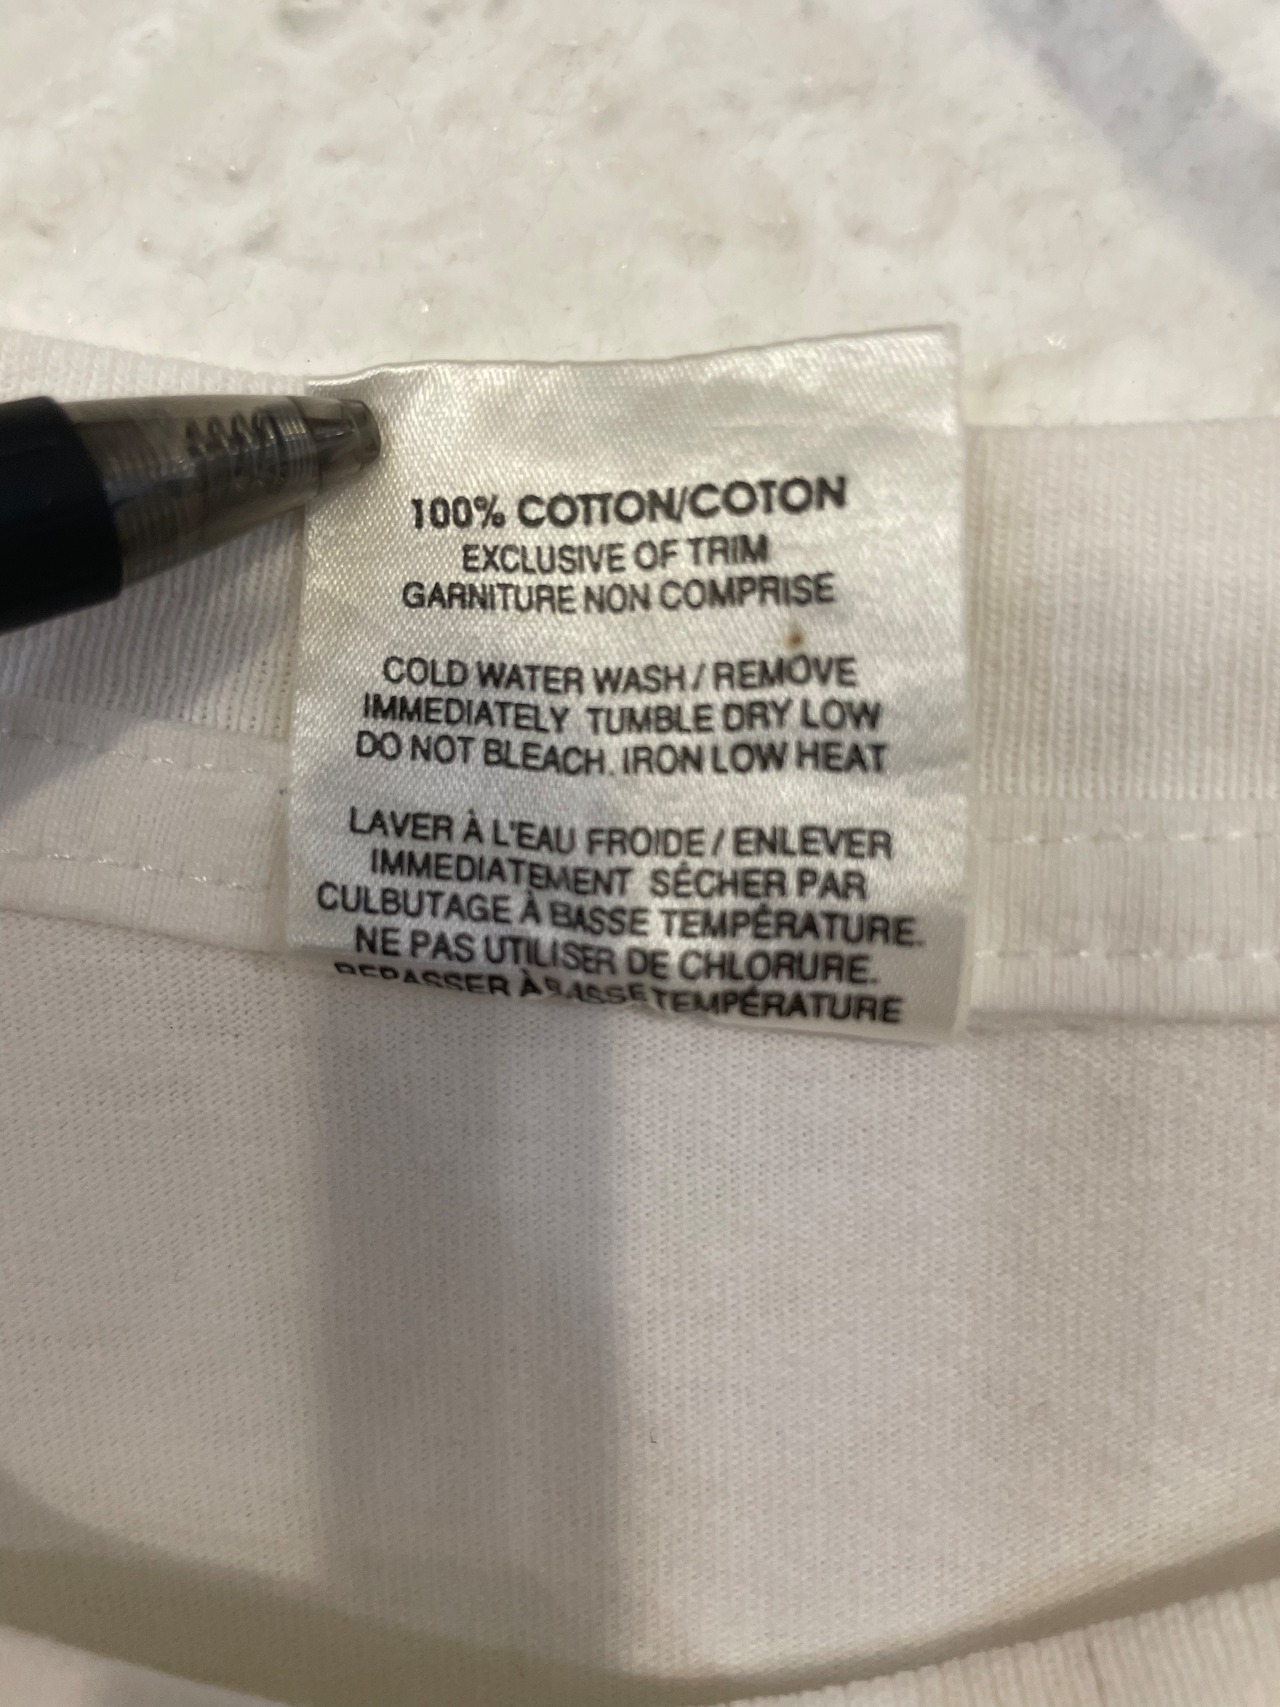 100% COTTON/COTON
EXCLUSIVE OF TRIM
GARNITURE NON COMPRISE
COLD WATER WASH / REMOVE
IMMEDIATELY TUMBLE DRY LOW
DO NOT BLEACH. IRON LOW HEAT
LAVER À L'EAU FROIDE / ENLEVER
IMMEDIATEMENT SÉCHER PAR
CULBUTAGE À BASSE TEMPÉRATURE.
NE PAS UTILISER DE CHLORURE.
REPASSER À BASSE TEMPÉRATURE